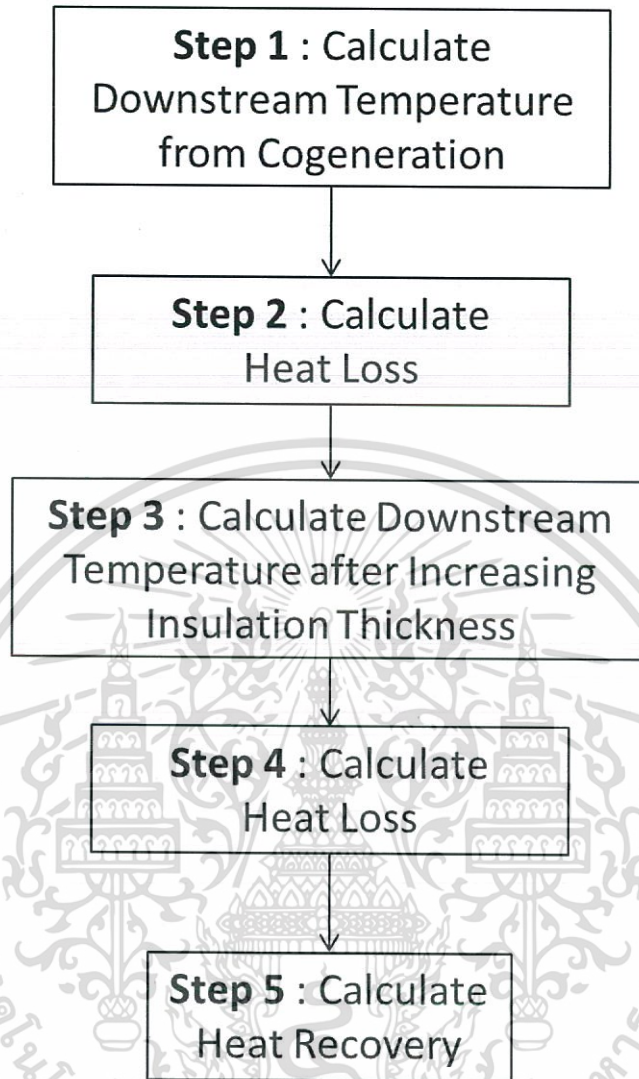 Step 1 : Calculate
Downstream Temperature
from Cogeneration
Step 2 : Calculate
Heat Loss
Step 3 : Calculate Downstream
Temperature after Increasing
Insulation Thickness
Step 4 : Calculate
Heat Loss
Step 5 : Calculate
Heat Recovery